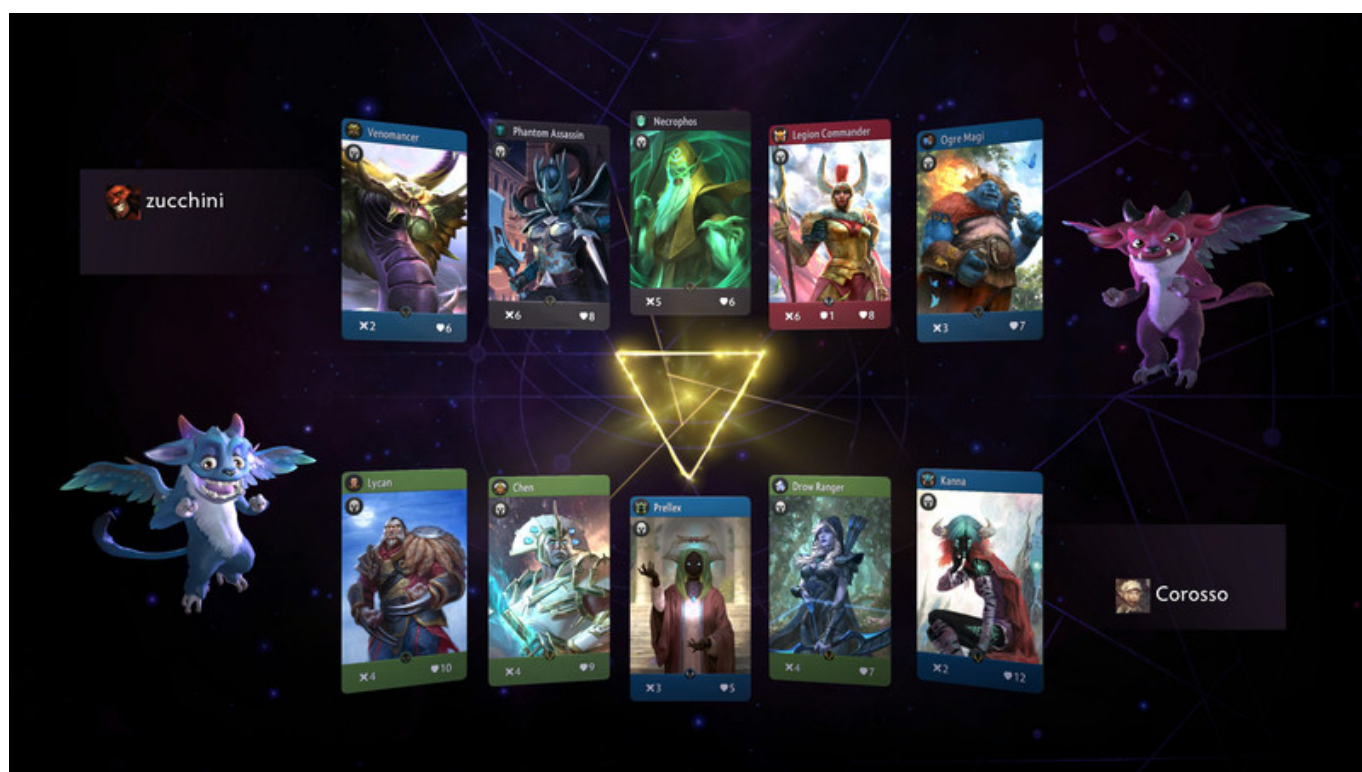 zucchini
Venomancer
2 6
Phantom Assassin
6 8
Necrophos
5 6
Legion Commander
6 1 8
Ogre Magi
3 7
Lycan
4 10
Chen
4 9
Prellex
3 5
Drow Ranger
4 7
Kanna
2 12
Corosso